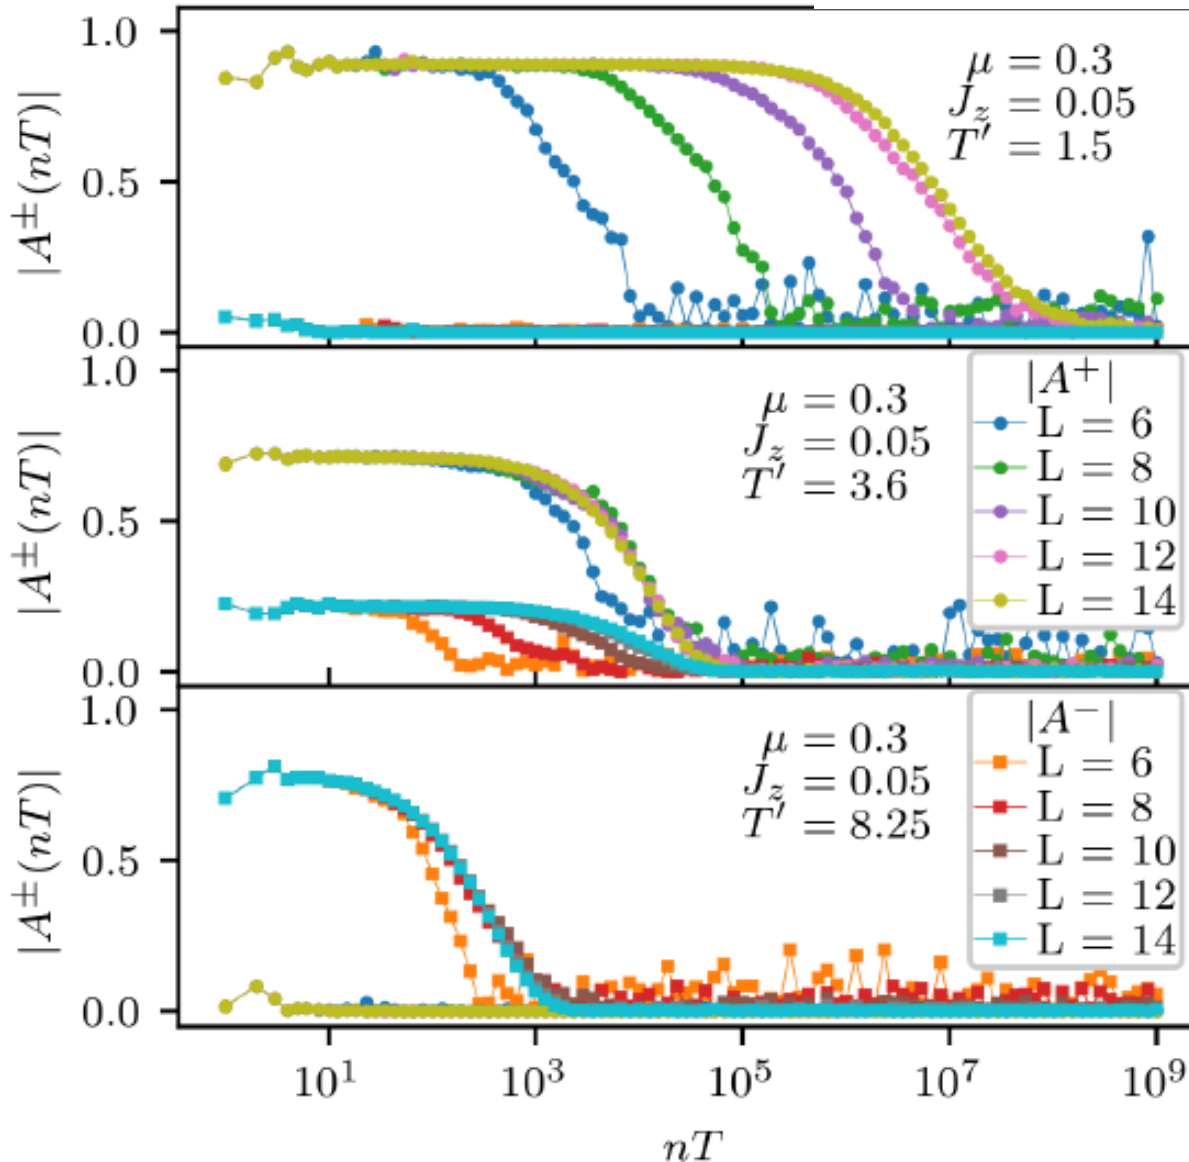 1.0
0.5
0.0
|A^±(nT)|
μ = 0.3
J_z = 0.05
T′ = 1.5
1.0
0.5
0.0
|A^±(nT)|
μ = 0.3
J_z = 0.05
T′ = 3.6
|A^+|
L = 6
L = 8
L = 10
L = 12
L = 14
1.0
0.5
0.0
|A^±(nT)|
μ = 0.3
J_z = 0.05
T′ = 8.25
|A^−|
L = 6
L = 8
L = 10
L = 12
L = 14
10^1 10^3 10^5 10^7 10^9
nT